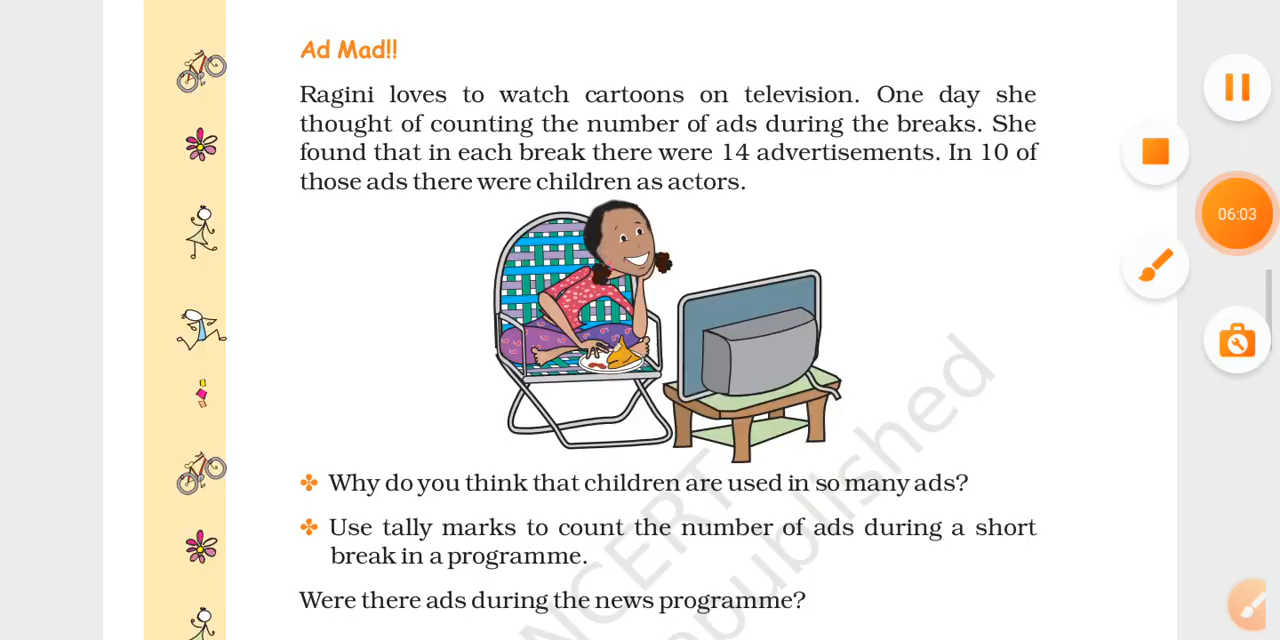 Ad Mad!!
Ragini loves to watch cartoons on television. One day she
thought of counting the number of ads during the breaks. She
found that in each break there were 14 advertisements. In 10 of
those ads there were children as actors.
06:03
Why do you think that children are used in so many ads?
Use tally marks to count the number of ads during a short
break in a programme.
Were there ads during the news programme?
NCERT
republished